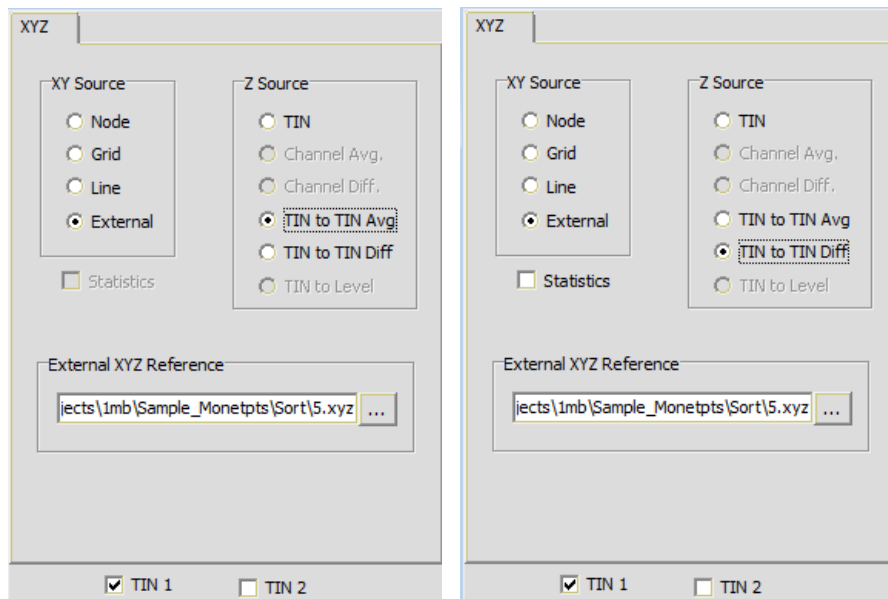 XYZ
XY Source
Node
Grid
Line
External
Statistics
Z Source
TIN
Channel Avg.
Channel Diff.
TIN to TIN Avg
TIN to TIN Diff
TIN to Level
External XYZ Reference
jects\1mb\Sample_Monetpts\Sort\5.xyz ...
TIN 1 TIN 2
XYZ
XY Source
Node
Grid
Line
External
Statistics
Z Source
TIN
Channel Avg.
Channel Diff.
TIN to TIN Avg
TIN to TIN Diff
TIN to Level
External XYZ Reference
jects\1mb\Sample_Monetpts\Sort\5.xyz ...
TIN 1 TIN 2